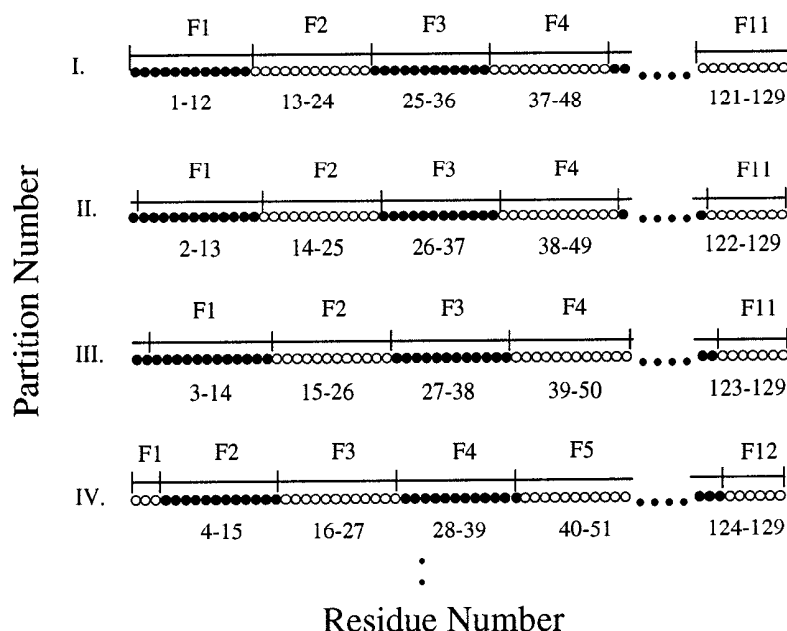 F1 F2 F3 F4 F11
I.
1-12 13-24 25-36 37-48 121-129
F1 F2 F3 F4 F11
II.
2-13 14-25 26-37 38-49 122-129
F1 F2 F3 F4 F11
III.
3-14 15-26 27-38 39-50 123-129
F1 F2 F3 F4 F5 F12
IV.
4-15 16-27 28-39 40-51 124-129
Partition Number
Residue Number